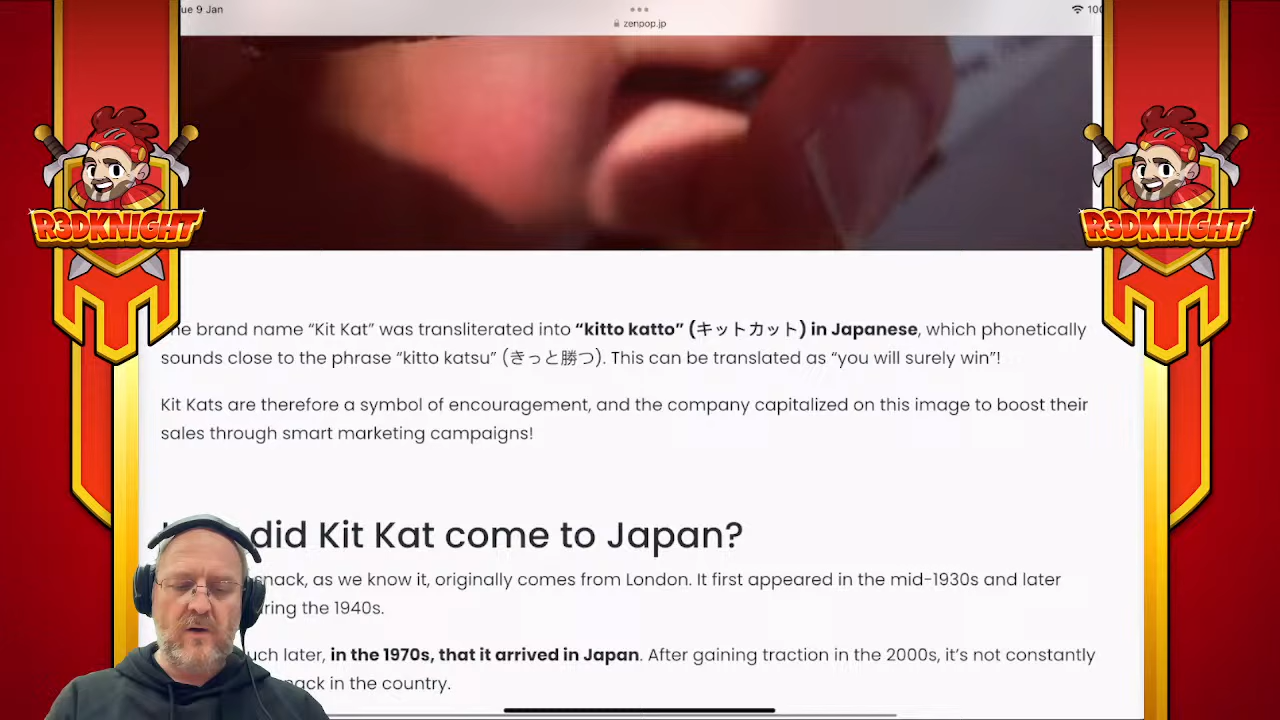 ue 9 Jan
zenpop.jp
100
R3DKNIGHT
R3DKNIGHT
he brand name “Kit Kat” was transliterated into “kitto katto” (キットカット) in Japanese, which phonetically
sounds close to the phrase “kitto katsu” (きっと勝つ). This can be translated as “you will surely win”!
Kit Kats are therefore a symbol of encouragement, and the company capitalized on this image to boost their
sales through smart marketing campaigns!
did Kit Kat come to Japan?
snack, as we know it, originally comes from London. It first appeared in the mid-1930s and later
ring the 1940s.
uch later, in the 1970s, that it arrived in Japan. After gaining traction in the 2000s, it’s not constantly
in the country.